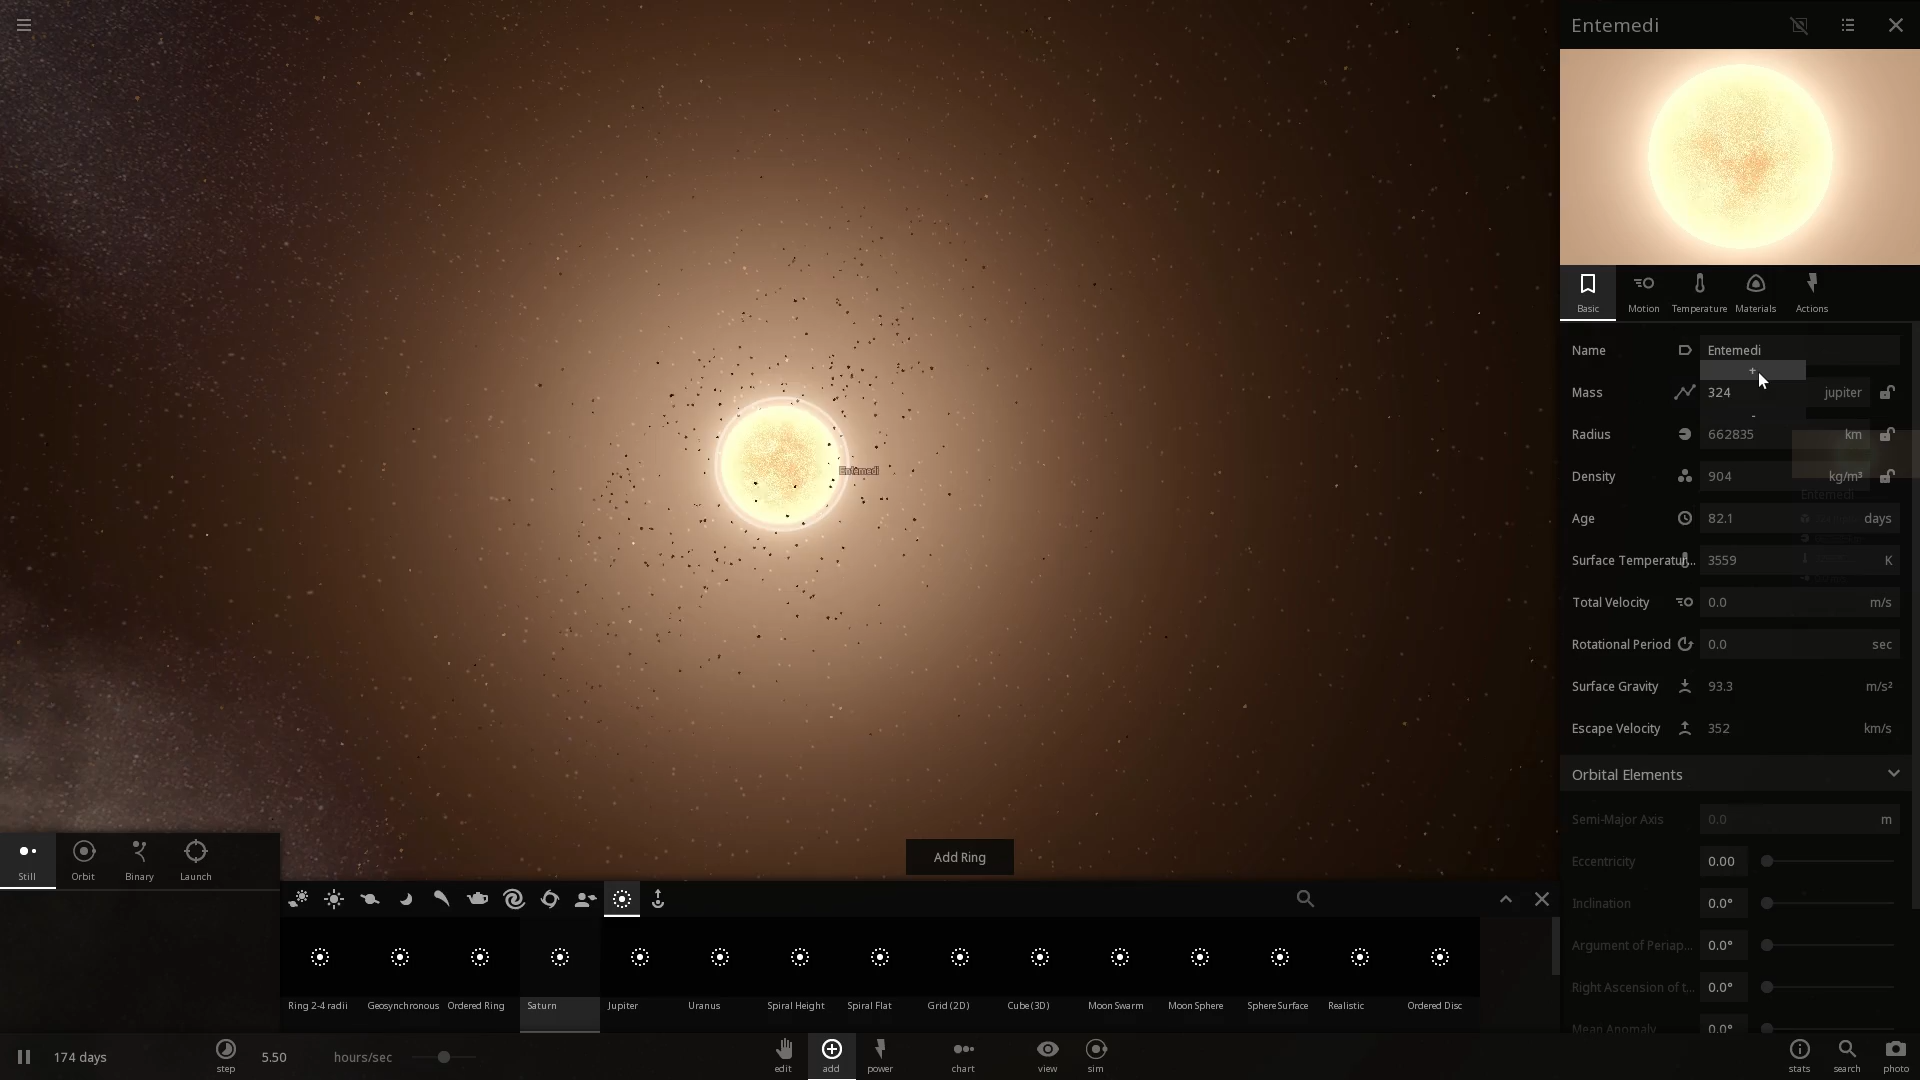 Entemedi
Basic
Motion
Temperature
Materials
Actions
Name
Entemedi
+
Mass
324
jupiter
-
Radius
662835
km
Density
904
kg/m³
Entemedi
Age
82.1
days
Surface Temperatur...
3559
K
Total Velocity
0.0
m/s
Rotational Period
0.0
sec
Surface Gravity
93.3
m/s²
Escape Velocity
352
km/s
Orbital Elements
Semi-Major Axis
0.0
m
Eccentricity
0.00
Inclination
0.0°
Argument of Periap...
0.0°
Right Ascension of t...
0.0°
Mean Anomaly
0.0°
Entemedi
Add Ring
Still
Orbit
Binary
Launch
Ring 2-4 radii
Geosynchronous
Ordered Ring
Saturn
Jupiter
Uranus
Spiral Height
Spiral Flat
Grid (2D)
Cube (3D)
Moon Swarm
Moon Sphere
Sphere Surface
Realistic
Ordered Disc
174 days
step
5.50
hours/sec
edit
add
power
chart
view
sim
stats
search
photo